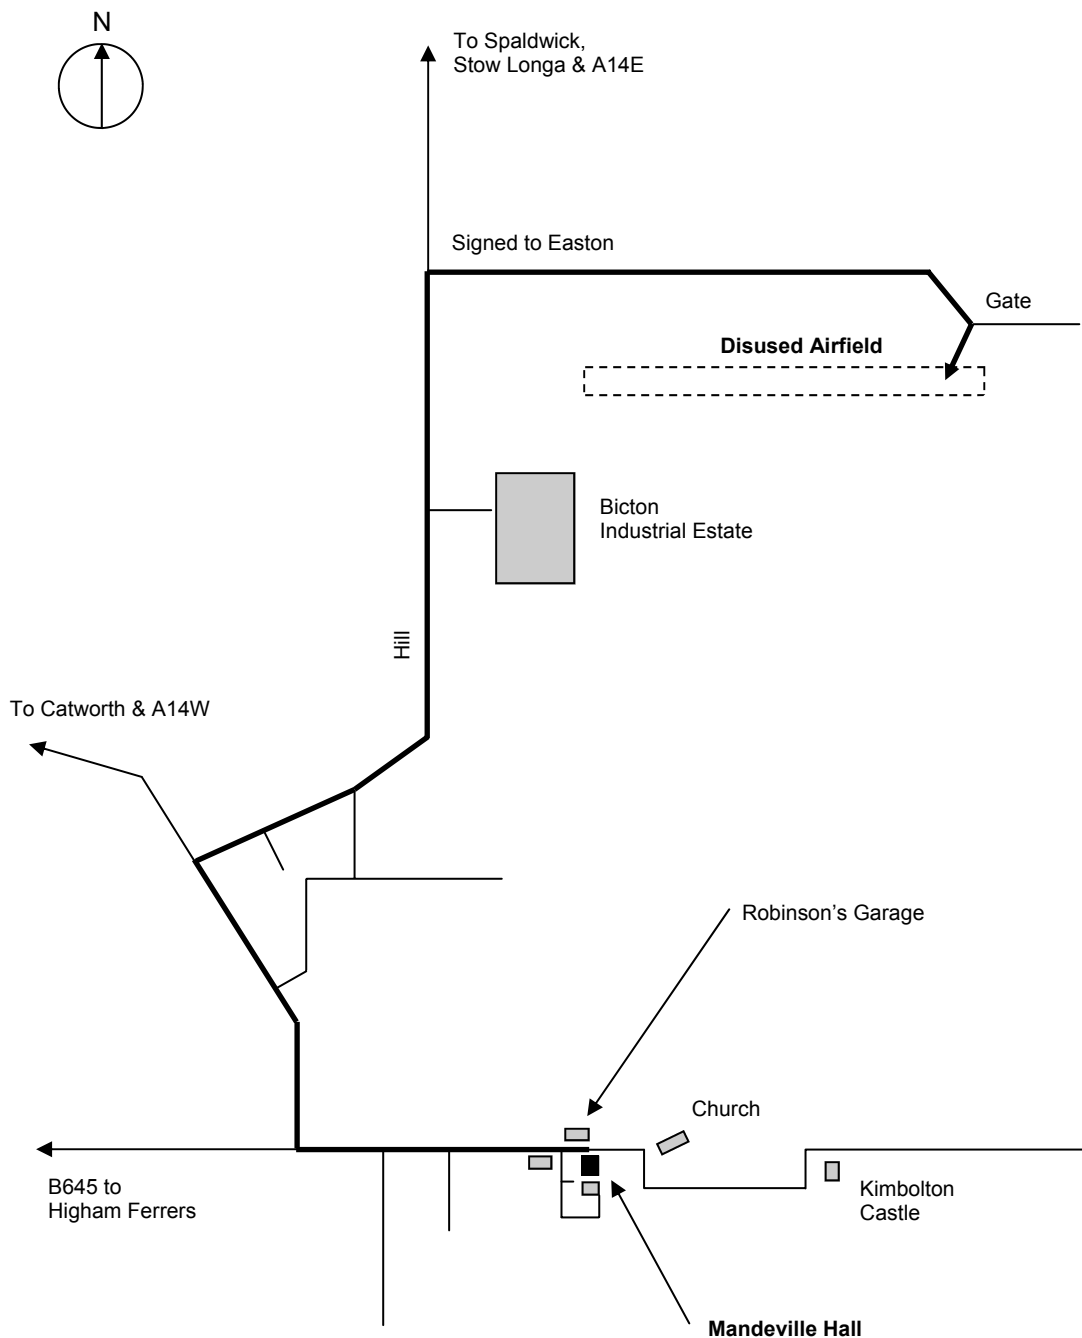 N
To Spaldwick,
Stow Longa & A14E
Signed to Easton
Gate
Disused Airfield
Bicton
Industrial Estate
Hill
To Catworth & A14W
Robinson’s Garage
Church
B645 to
Higham Ferrers
Kimbolton
Castle
Mandeville Hall